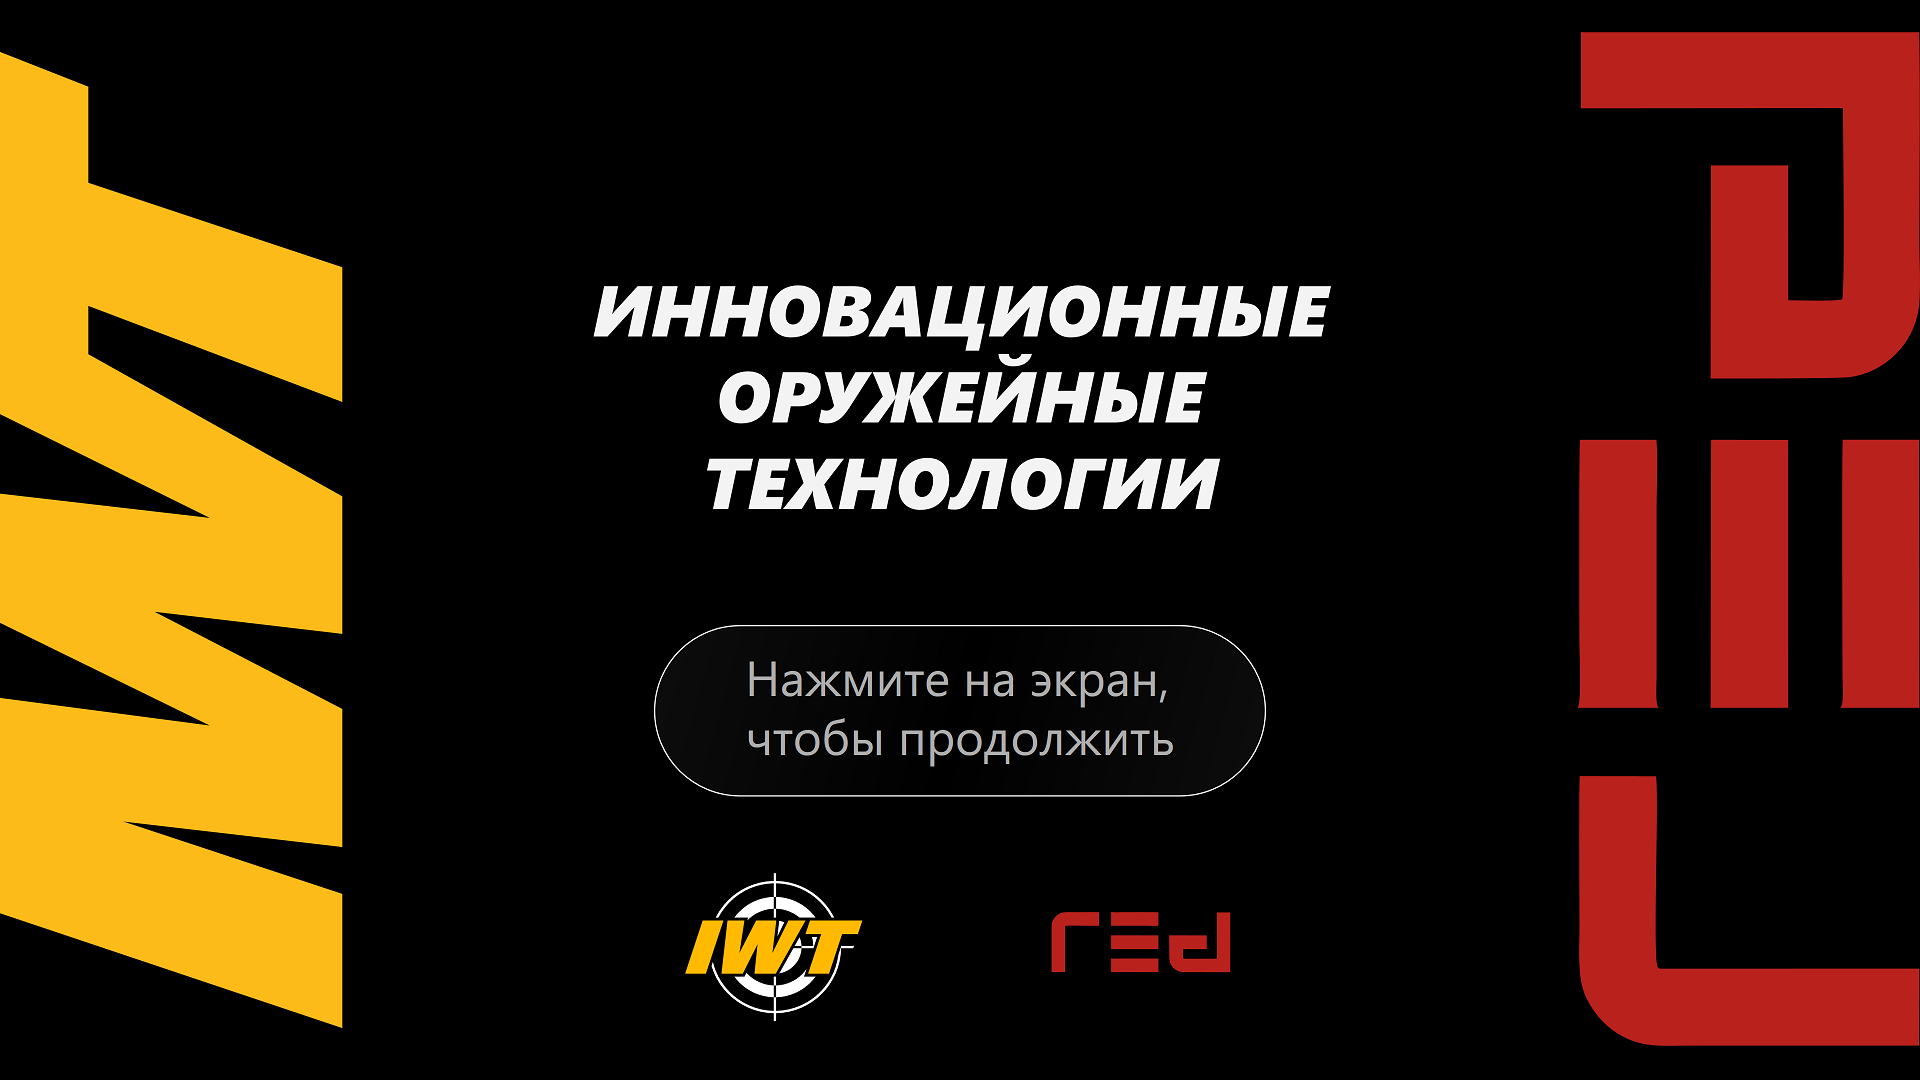 IWT
ИННОВАЦИОННЫЕ
ОРУЖЕЙНЫЕ
ТЕХНОЛОГИИ
Нажмите на экран,
чтобы продолжить
IWT
rEd
rEd